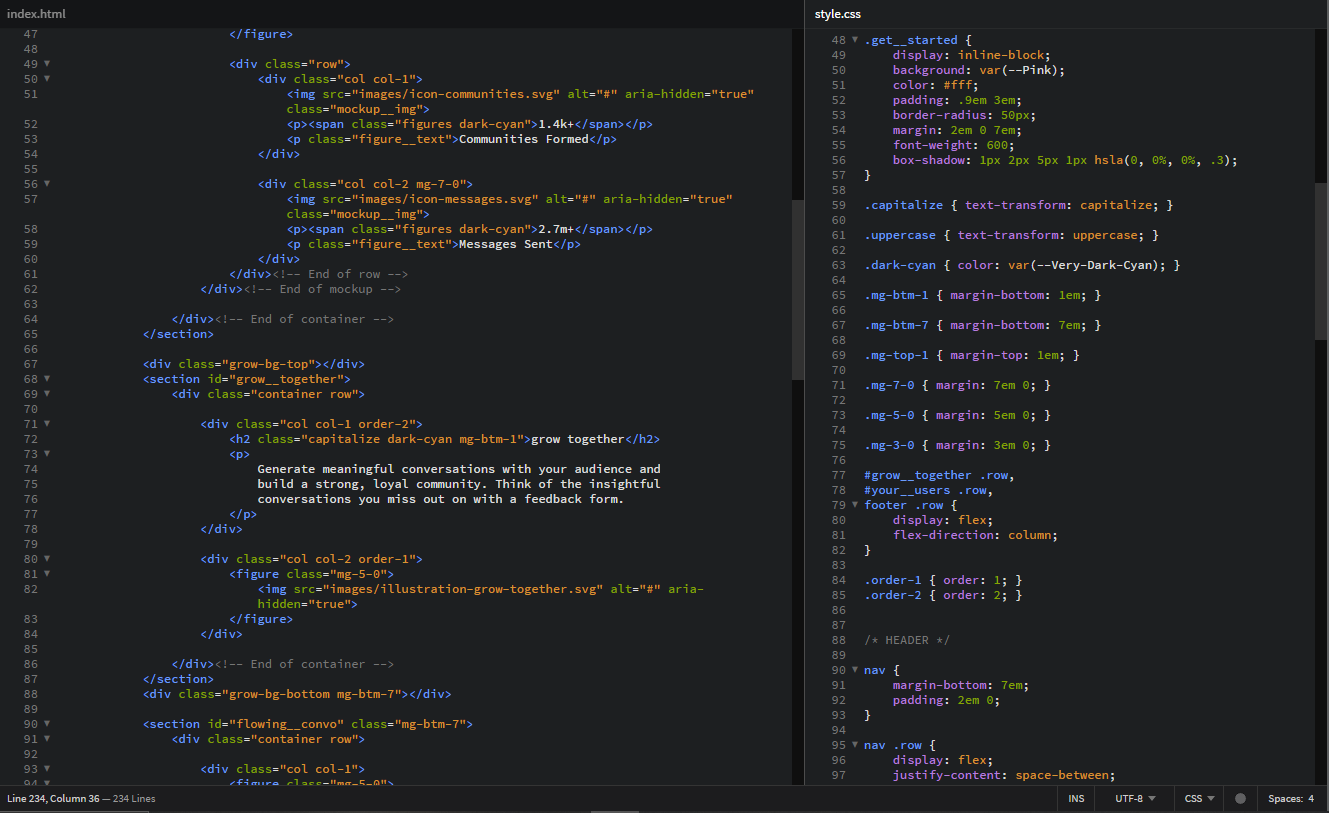 index.html
47 </figure>
48
49 <div class="row">
50 <div class="col col-1">
51 <img src="images/icon-communities.svg" alt="#" aria-hidden="true"
class="mockup__img">
52 <p><span class="figures dark-cyan">1.4k+</span></p>
53 <p class="figure__text">Communities Formed</p>
54 </div>
55
56 <div class="col col-2 mg-7-0">
57 <img src="images/icon-messages.svg" alt="#" aria-hidden="true"
class="mockup__img">
58 <p><span class="figures dark-cyan">2.7m+</span></p>
59 <p class="figure__text">Messages Sent</p>
60 </div>
61 </div><!-- End of row -->
62 </div><!-- End of mockup -->
63
64 </div><!-- End of container -->
65 </section>
66
67 <div class="grow-bg-top"></div>
68 <section id="grow__together">
69 <div class="container row">
70
71 <div class="col col-1 order-2">
72 <h2 class="capitalize dark-cyan mg-btm-1">grow together</h2>
73 <p>
74 Generate meaningful conversations with your audience and
75 build a strong, loyal community. Think of the insightful
76 conversations you miss out on with a feedback form.
77 </p>
78 </div>
79
80 <div class="col col-2 order-1">
81 <figure class="mg-5-0">
82 <img src="images/illustration-grow-together.svg" alt="#" aria-
hidden="true">
83 </figure>
84 </div>
85
86 </div><!-- End of container -->
87 </section>
88 <div class="grow-bg-bottom mg-btm-7"></div>
89
90 <section id="flowing__convo" class="mg-btm-7">
91 <div class="container row">
92
93 <div class="col col-1">
94 <figure class="mg-5-0">
style.css
48 .get__started {
49 display: inline-block;
50 background: var(--Pink);
51 color: #fff;
52 padding: .9em 3em;
53 border-radius: 50px;
54 margin: 2em 0 7em;
55 font-weight: 600;
56 box-shadow: 1px 2px 5px 1px hsla(0, 0%, 0%, .3);
57 }
58
59 .capitalize { text-transform: capitalize; }
60
61 .uppercase { text-transform: uppercase; }
62
63 .dark-cyan { color: var(--Very-Dark-Cyan); }
64
65 .mg-btm-1 { margin-bottom: 1em; }
66
67 .mg-btm-7 { margin-bottom: 7em; }
68
69 .mg-top-1 { margin-top: 1em; }
70
71 .mg-7-0 { margin: 7em 0; }
72
73 .mg-5-0 { margin: 5em 0; }
74
75 .mg-3-0 { margin: 3em 0; }
76
77 #grow__together .row,
78 #your__users .row,
79 footer .row {
80 display: flex;
81 flex-direction: column;
82 }
83
84 .order-1 { order: 1; }
85 .order-2 { order: 2; }
86
87
88 /* HEADER */
89
90 nav {
91 margin-bottom: 7em;
92 padding: 2em 0;
93 }
94
95 nav .row {
96 display: flex;
97 justify-content: space-between;
Line 234, Column 36 — 234 Lines
INS UTF-8 CSS Spaces: 4